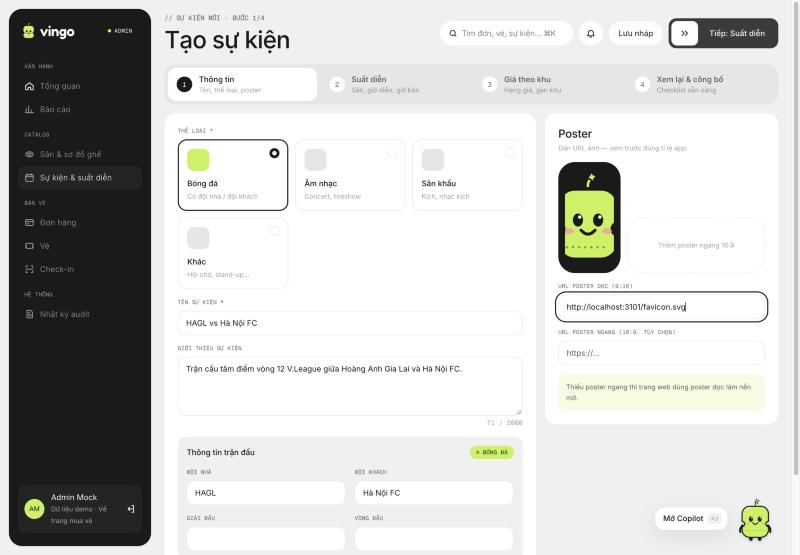 vingo
ADMIN
VẬN HÀNH
Tổng quan
Báo cáo
CATALOG
Sân & sơ đồ ghế
Sự kiện & suất diễn
BÁN VÉ
Đơn hàng
Vé
Check-in
HỆ THỐNG
Nhật ký audit
AM
Admin Mock
Dữ liệu demo · Về
trang mua vé
// SỰ KIỆN MỚI · BƯỚC 1/4
Tạo sự kiện
Tìm đơn, vé, sự kiện... ⌘K
Lưu nháp
Tiếp: Suất diễn
1
Thông tin
Tên, thể loại, poster
2
Suất diễn
Sân, giờ diễn, giờ bán
3
Giá theo khu
Hạng giá, gán khu
4
Xem lại & công bố
Checklist sẵn sàng
THỂ LOẠI *
Bóng đá
Có đội nhà / đội khách
Âm nhạc
Concert, liveshow
Sân khấu
Kịch, nhạc kịch
Khác
Hội chợ, stand-up...
TÊN SỰ KIỆN *
HAGL vs Hà Nội FC
GIỚI THIỆU SỰ KIỆN
Trận cầu tâm điểm vòng 12 V.League giữa Hoàng Anh Gia Lai và Hà Nội FC.
71 / 2000
Thông tin trận đấu
BÓNG ĐÁ
ĐỘI NHÀ
ĐỘI KHÁCH
HAGL
Hà Nội FC
GIẢI ĐẤU
VÒNG ĐẤU
Poster
Dán URL ảnh — xem trước đúng tỉ lệ app
Thêm poster ngang 16:9
URL POSTER DỌC (9:16)
http://localhost:3101/favicon.svg
URL POSTER NGANG (16:9, TÙY CHỌN)
https://...
Thiếu poster ngang thì trang web dùng poster dọc làm nền
mờ.
Mở Copilot
⌘J